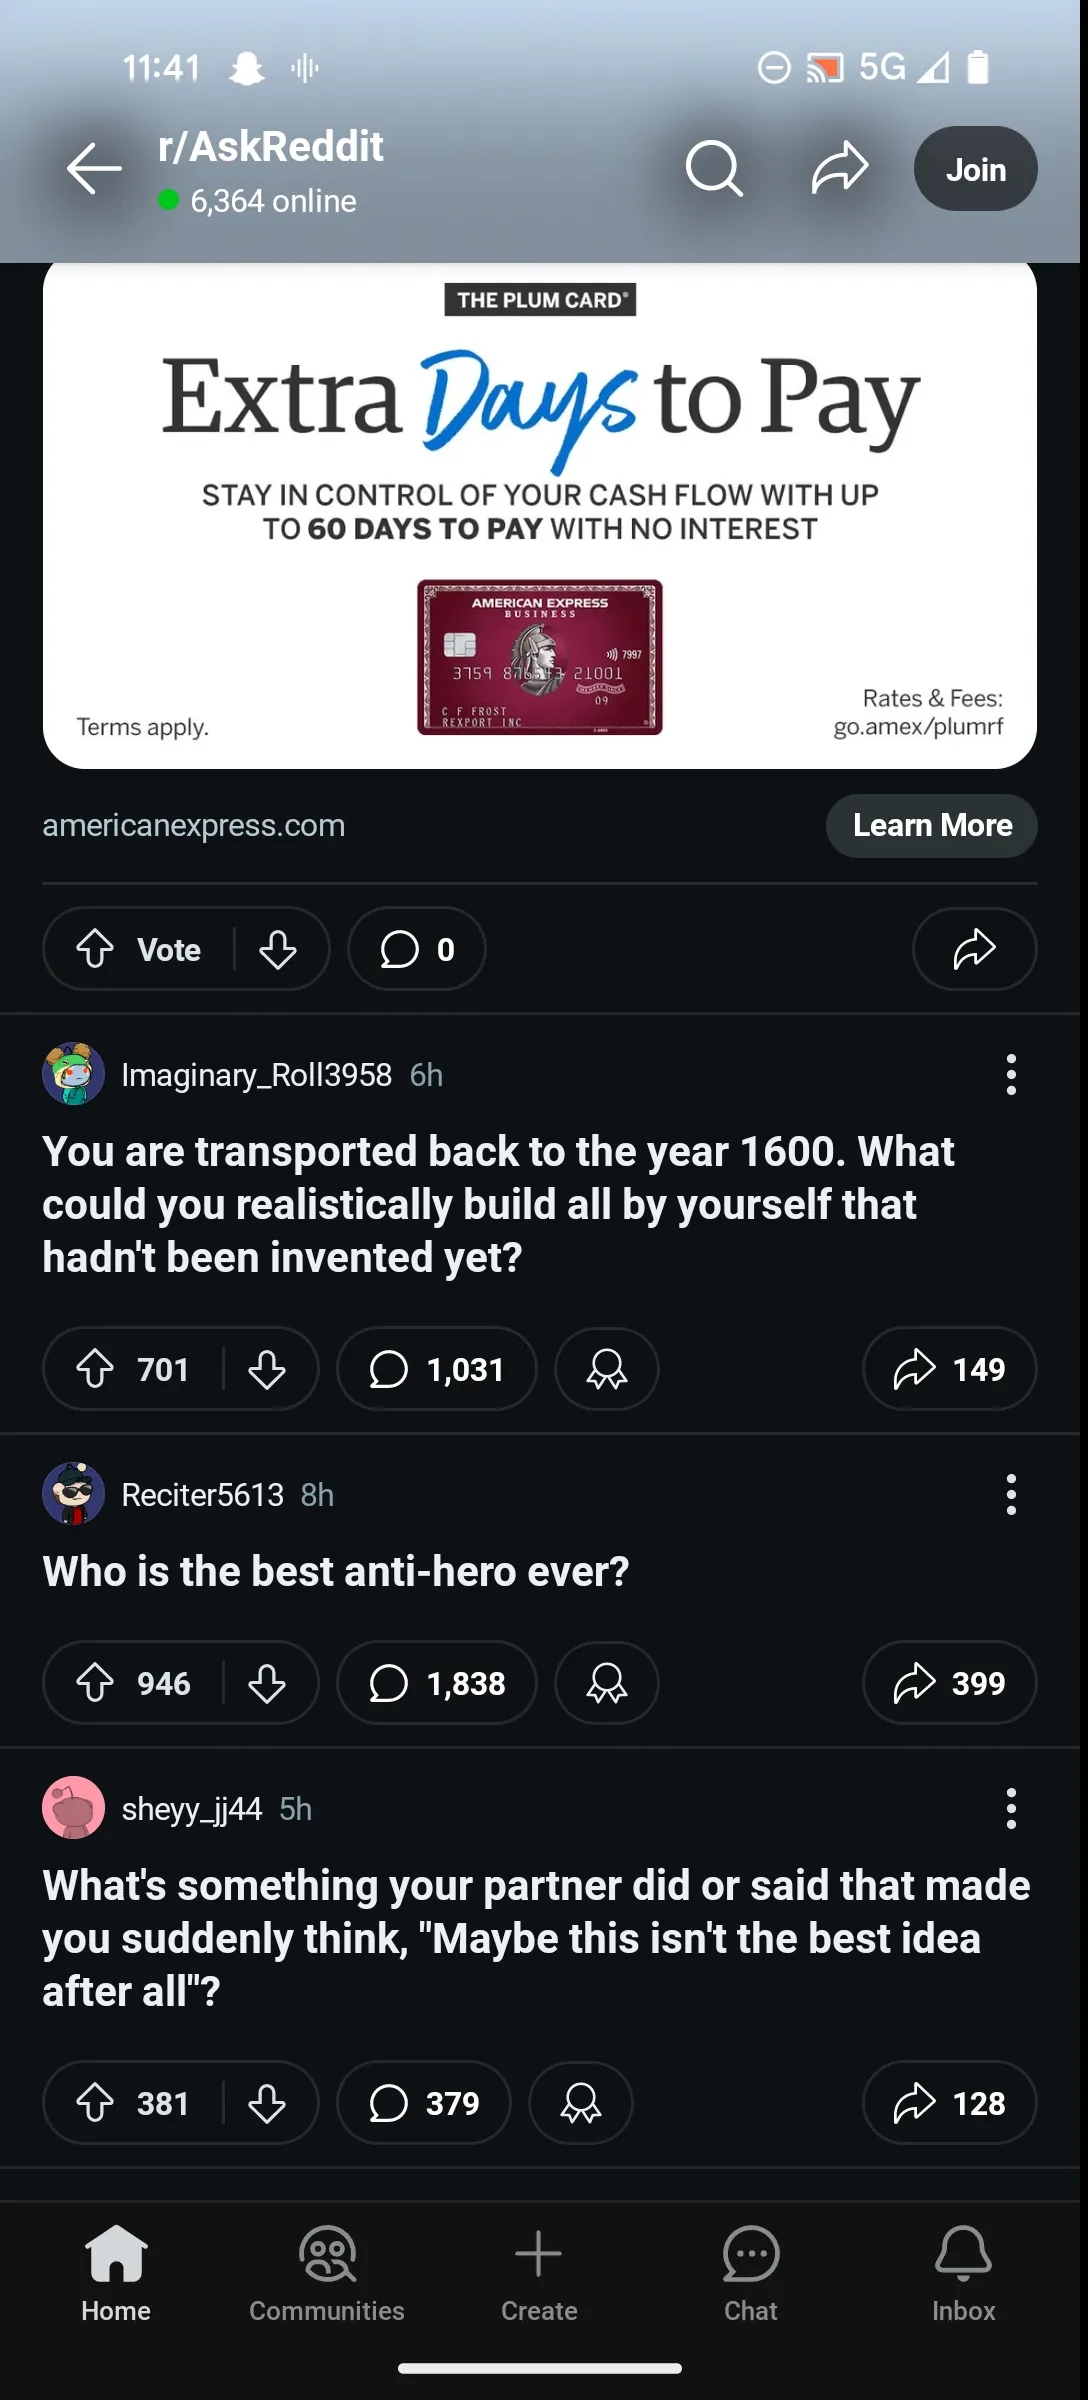 11:41
5G
r/AskReddit
6,364 online
Join
THE PLUM CARD®
Extra Days to Pay
STAY IN CONTROL OF YOUR CASH FLOW WITH UP
TO 60 DAYS TO PAY WITH NO INTEREST
AMERICAN EXPRESS
BUSINESS
7997
3759 876543 21001
MEMBER SINCE
09
C F FROST
REXPORT INC
Terms apply.
Rates & Fees:
go.amex/plumrf
americanexpress.com
Learn More
Vote
0
Imaginary_Roll3958 6h
You are transported back to the year 1600. What
could you realistically build all by yourself that
hadn't been invented yet?
701
1,031
149
Reciter5613 8h
Who is the best anti-hero ever?
946
1,838
399
sheyy_jj44 5h
What's something your partner did or said that made
you suddenly think, "Maybe this isn't the best idea
after all"?
381
379
128
Home
Communities
Create
Chat
Inbox